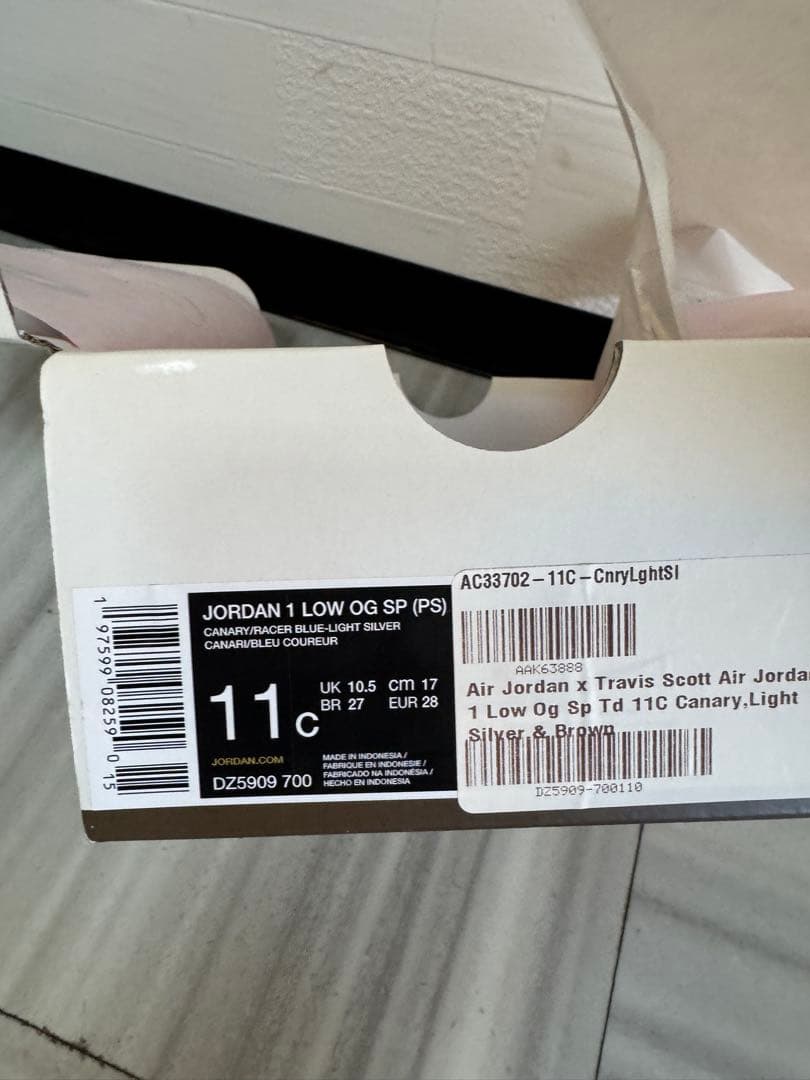 1 97599 08259 0 15
JORDAN 1 LOW OG SP (PS)
CANARY/RACER BLUE-LIGHT SILVER
CANARI/BLEU COUREUR
11c
UK 10.5 cm 17
BR 27 EUR 28
JORDAN.COM
DZ5909 700
MADE IN INDONESIA /
FABRIQUE EN INDONESIE /
FABRICADO NA INDONÉSIA /
HECHO EN INDONESIA
AC33702-11C-CnryLghtSl
AAK63888
Air Jordan x Travis Scott Air Jorda
1 Low Og Sp Td 11C Canary,Light
Silver & Brown
DZ5909-700110